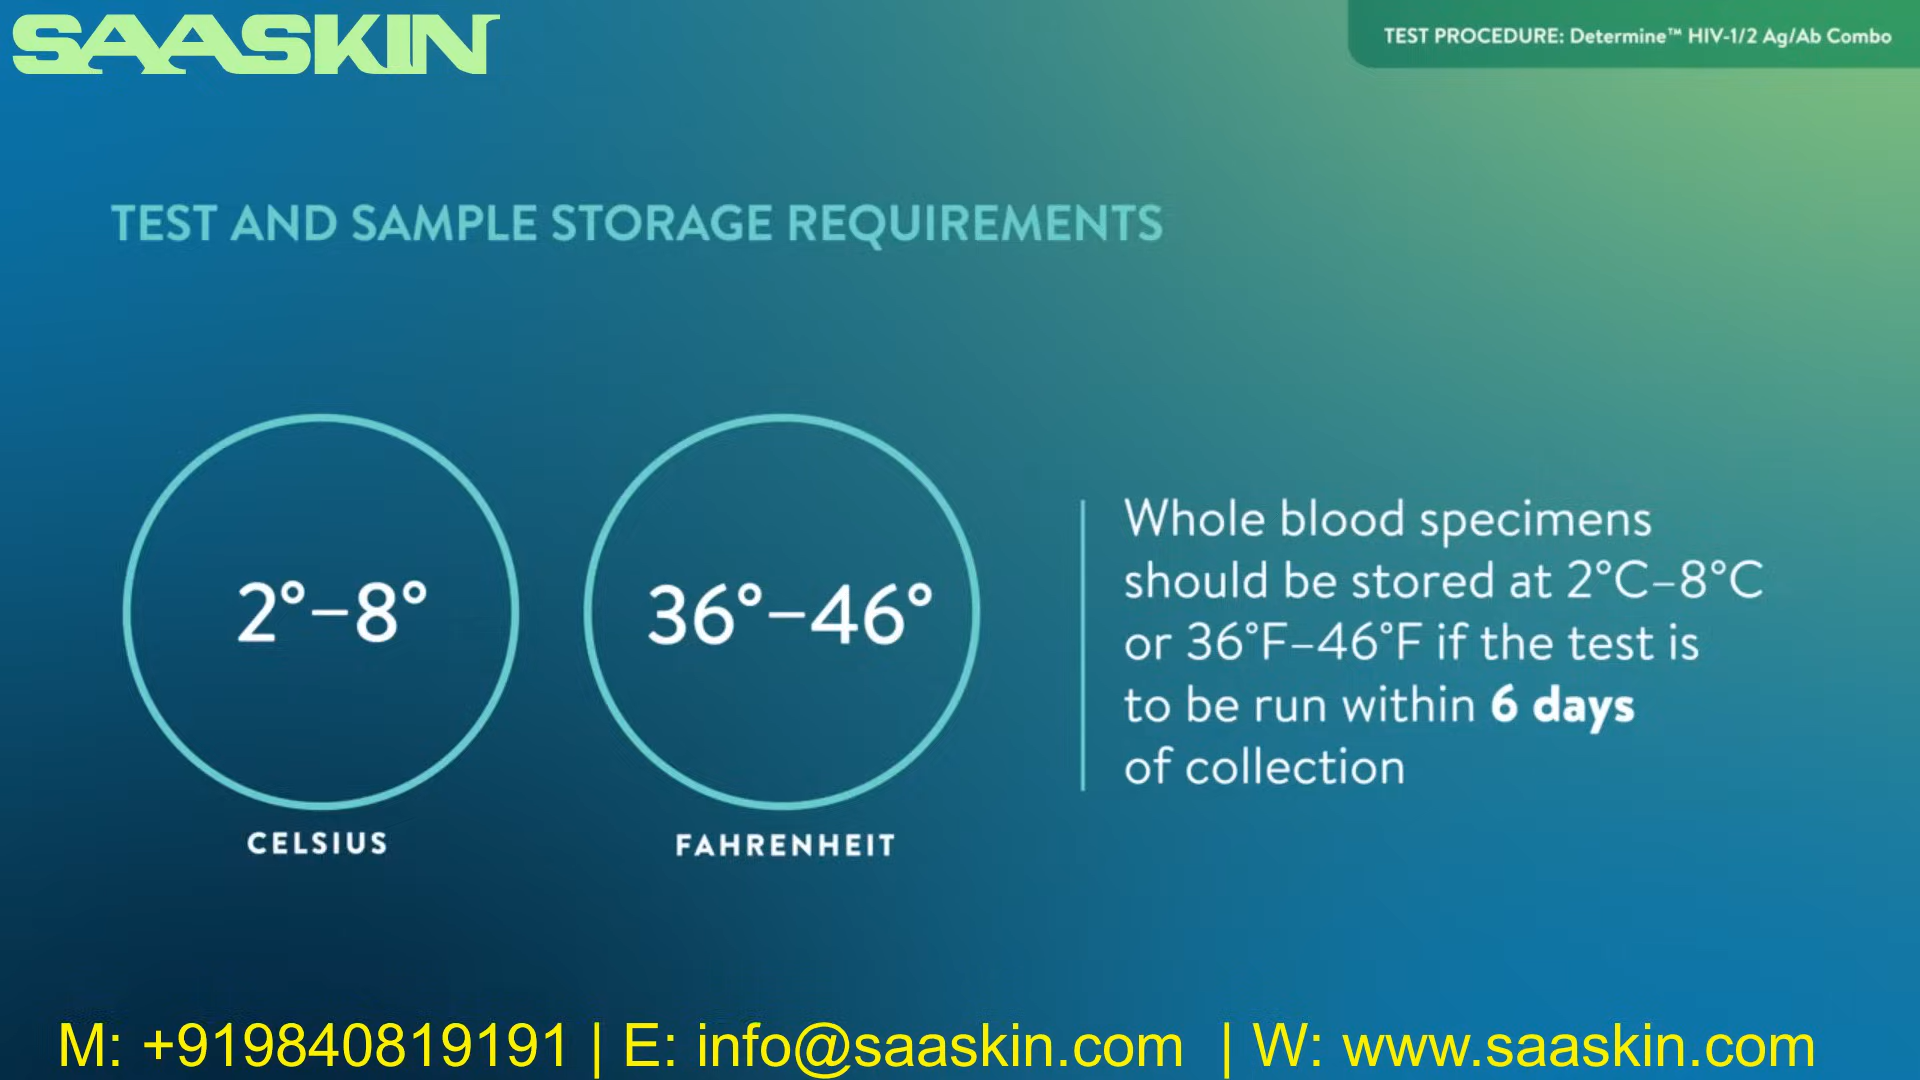 SAASKIN
TEST PROCEDURE: Determine™ HIV-1/2 Ag/Ab Combo
TEST AND SAMPLE STORAGE REQUIREMENTS
2°–8°
CELSIUS
36°–46°
FAHRENHEIT
Whole blood specimens
should be stored at 2°C–8°C
or 36°F–46°F if the test is
to be run within 6 days
of collection
M: +919840819191 | E: info@saaskin.com | W: www.saaskin.com